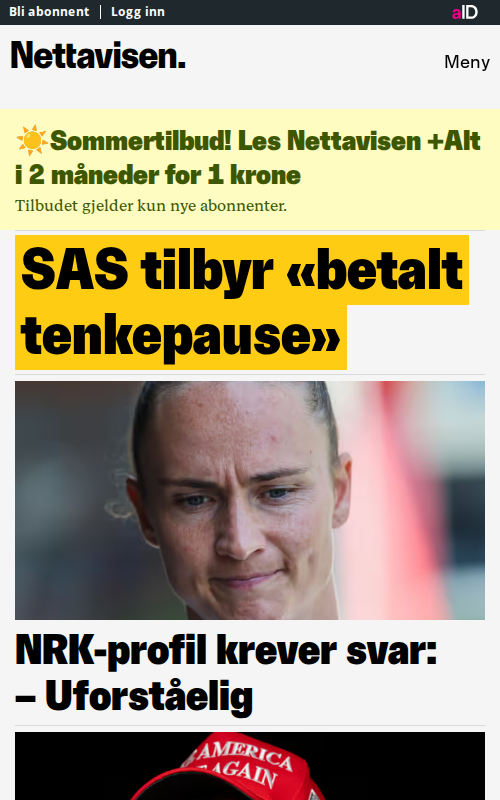 Bli abonnent | Logg inn
aID
Nettavisen.
Meny
☀️Sommertilbud! Les Nettavisen +Alt
i 2 måneder for 1 krone
Tilbudet gjelder kun nye abonnenter.
SAS tilbyr «betalt
tenkepause»
NRK-profil krever svar:
– Uforståelig
AMERICA
AGAIN